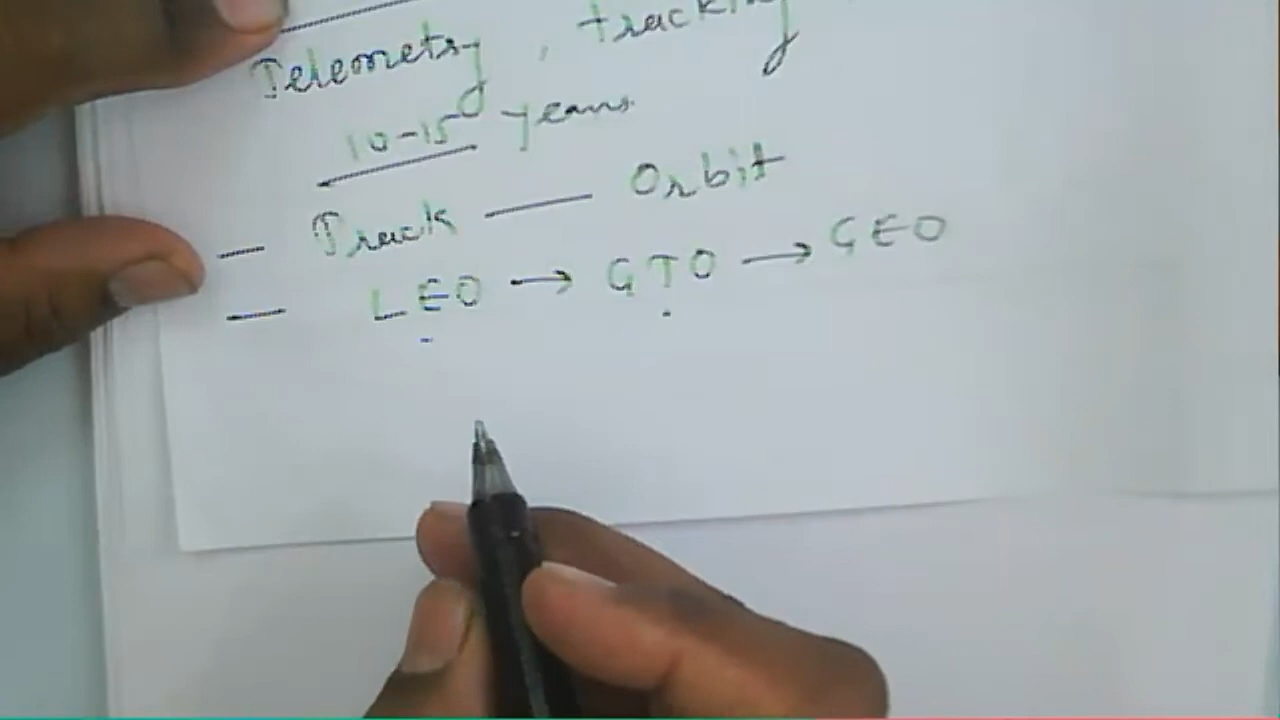 Telemetry, tracking
10-15 years
— Track — Orbit
— LEO → GTO → GEO